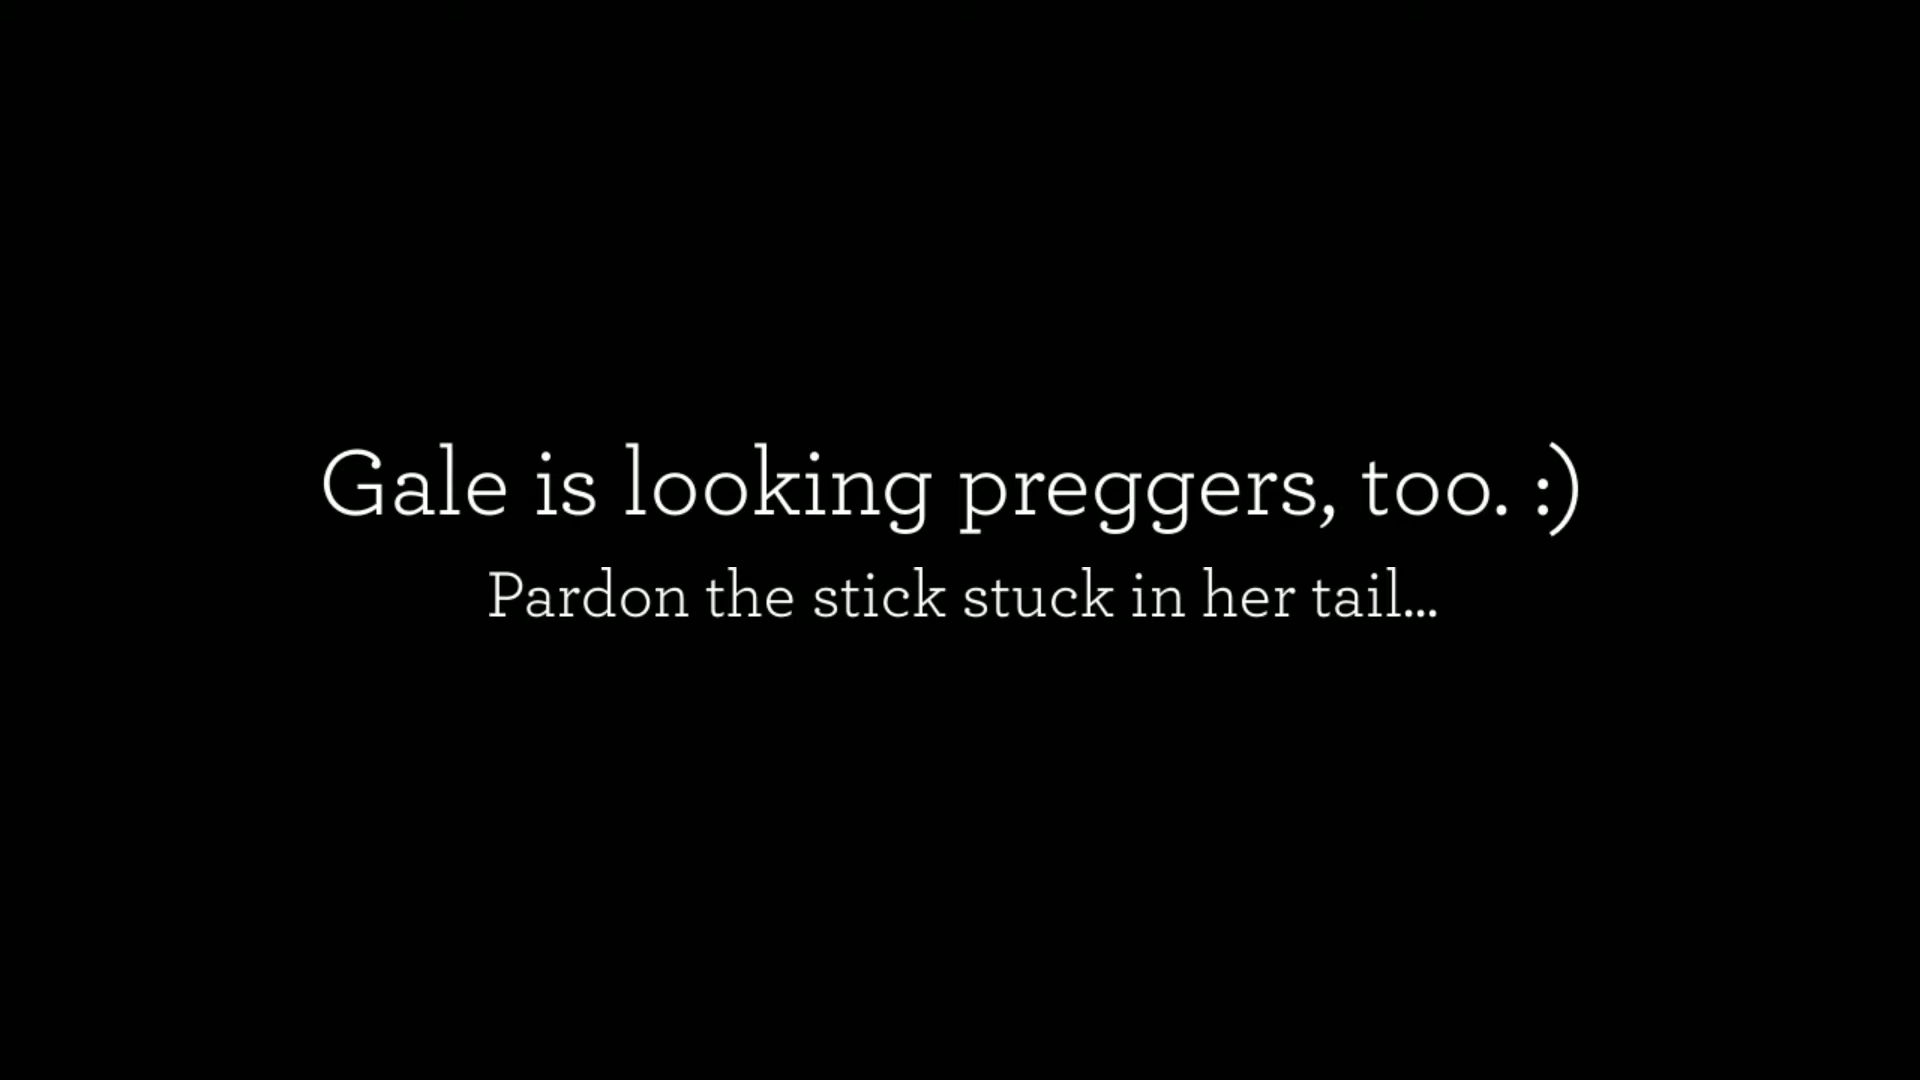 Gale is looking preggers, too. :)
Pardon the stick stuck in her tail...